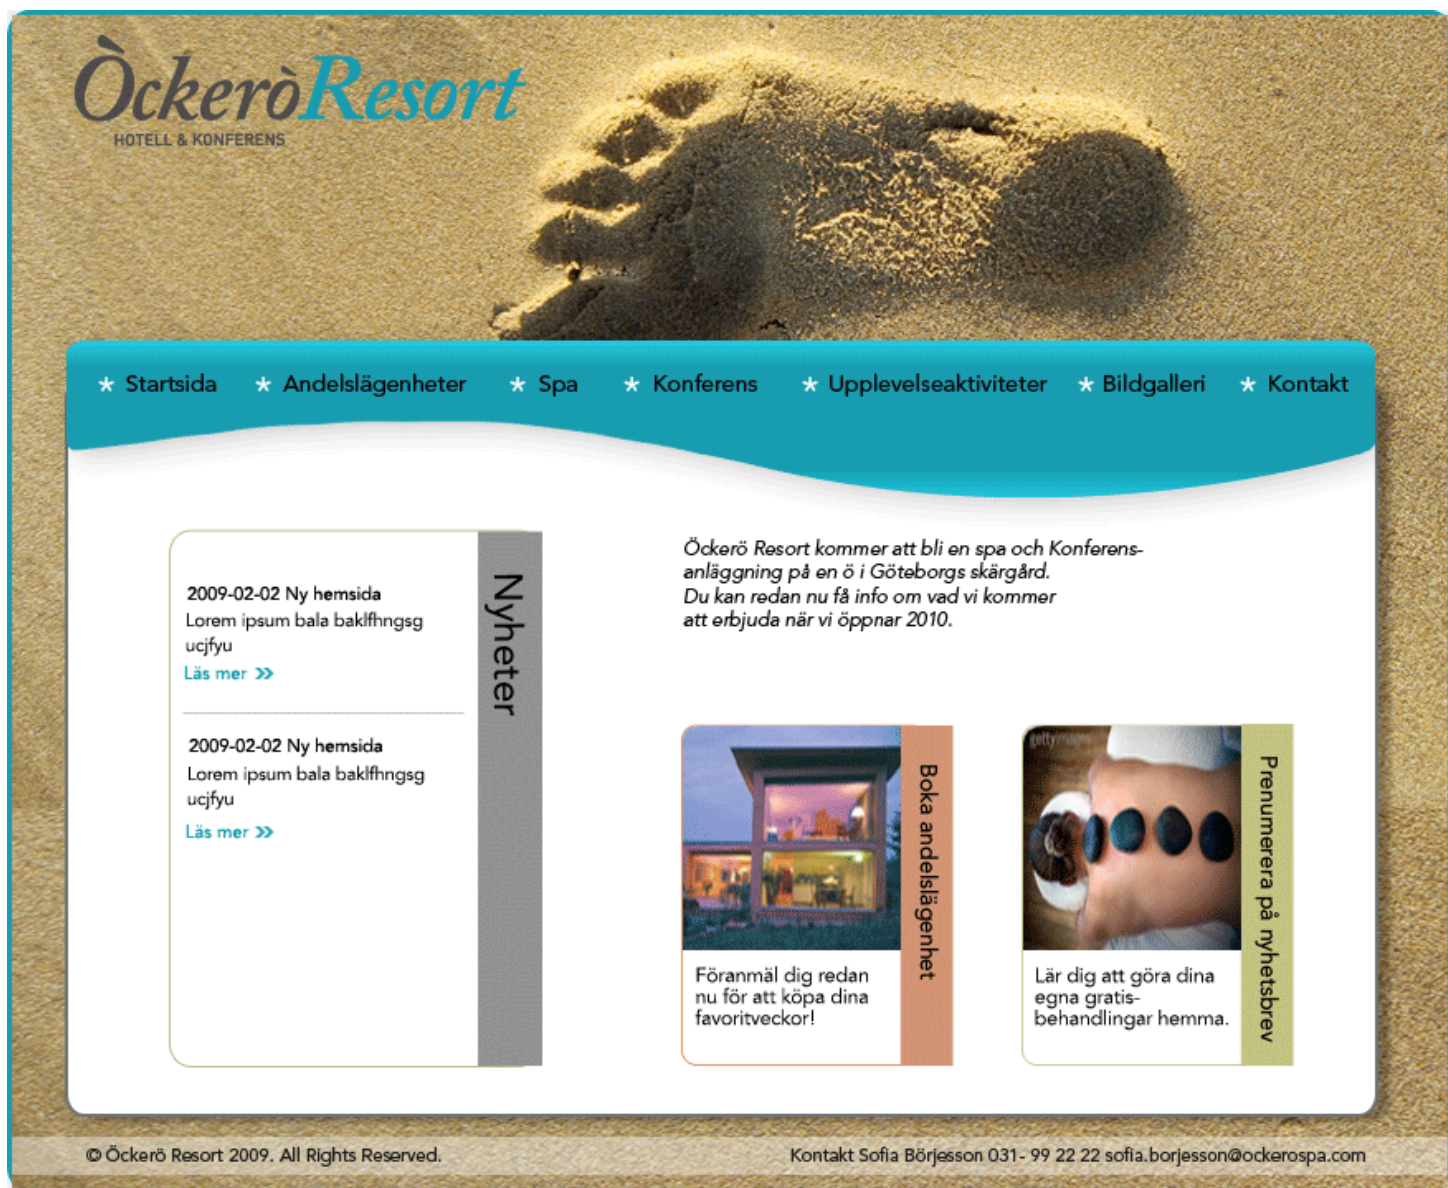 ÒckeròResort
HOTELL & KONFERENS
* Startsida * Andelslägenheter * Spa * Konferens * Upplevelseaktiviteter * Bildgalleri * Kontakt
2009-02-02 Ny hemsida
Lorem ipsum bala baklfhngsg
ucjfyu
Läs mer »
2009-02-02 Ny hemsida
Lorem ipsum bala baklfhngsg
ucjfyu
Läs mer »
Nyheter
Öckerö Resort kommer att bli en spa och Konferens-
anläggning på en ö i Göteborgs skärgård.
Du kan redan nu få info om vad vi kommer
att erbjuda när vi öppnar 2010.
Föranmäl dig redan
nu för att köpa dina
favoritveckor!
Boka andelslägenhet
gettyimages
Lär dig att göra dina
egna gratis-
behandlingar hemma.
Prenumerera på nyhetsbrev
© Öckerö Resort 2009. All Rights Reserved.
Kontakt Sofia Börjesson 031- 99 22 22 sofia.borjesson@ockerospa.com